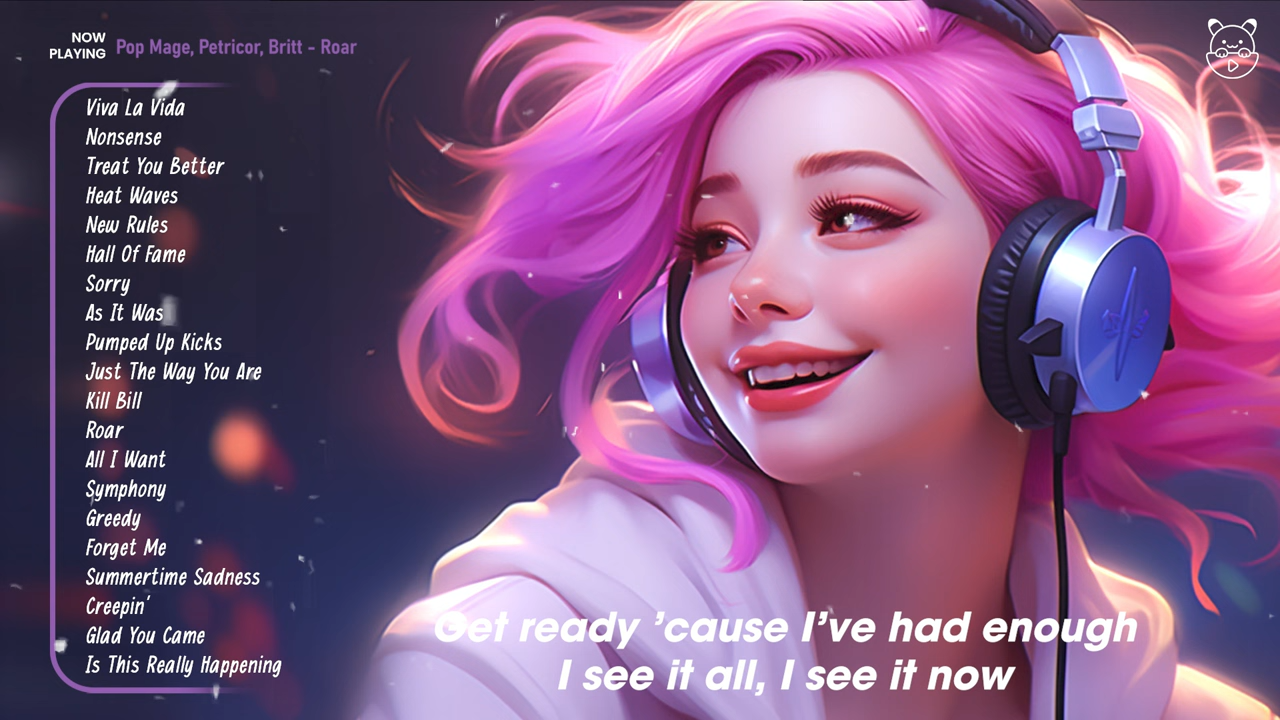 NOW
PLAYING
Pop Mage, Petricor, Britt - Roar
Viva La Vida
Nonsense
Treat You Better
Heat Waves
New Rules
Hall Of Fame
Sorry
As It Was
Pumped Up Kicks
Just The Way You Are
Kill Bill
Roar
All I Want
Symphony
Greedy
Forget Me
Summertime Sadness
Creepin'
Glad You Came
Is This Really Happening
Get ready ’cause I’ve had enough
I see it all, I see it now